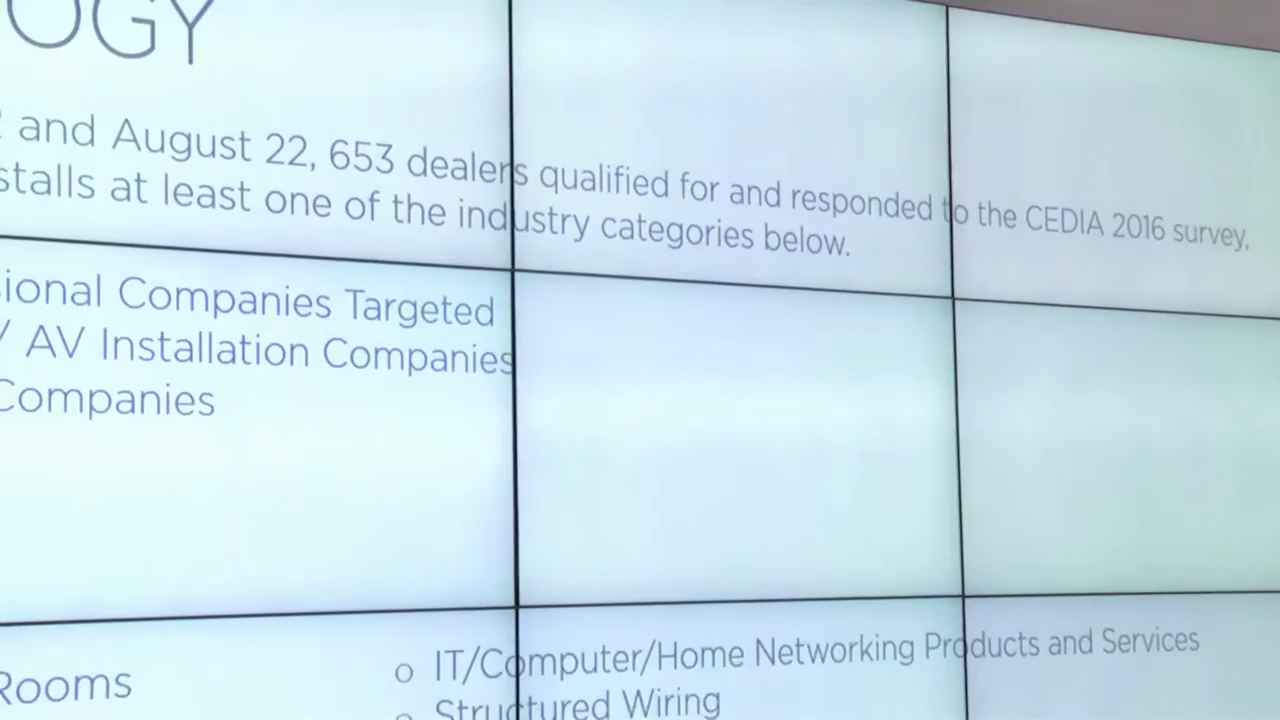 OGY
and August 22, 653 dealers qualified for and responded to the CEDIA 2016 survey,
stalls at least one of the industry categories below.
sional Companies Targeted
/ AV Installation Companies
Companies
Rooms
o IT/Computer/Home Networking Products and Services
o Structured Wiring